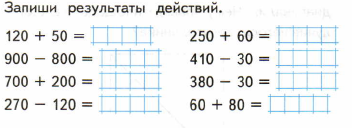 Запиши результаты действий.
120 + 50 = 250 + 60 =
900 − 800 = 410 − 30 =
700 + 200 = 380 − 30 =
270 − 120 = 60 + 80 =